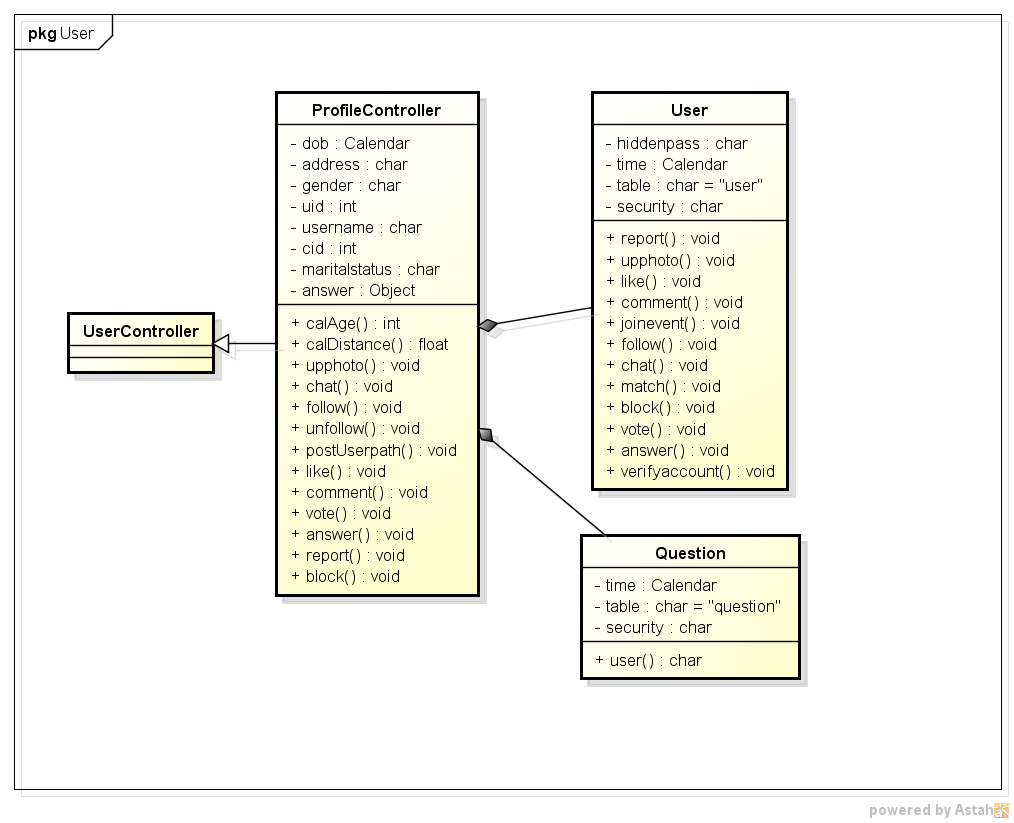 pkg User
UserController
ProfileController
- dob : Calendar
- address : char
- gender : char
- uid : int
- username : char
- cid : int
- maritalstatus : char
- answer : Object
+ calAge() : int
+ calDistance() : float
+ upphoto() : void
+ chat() : void
+ follow() : void
+ unfollow() : void
+ postUserpath() : void
+ like() : void
+ comment() : void
+ vote() : void
+ answer() : void
+ report() : void
+ block() : void
User
- hiddenpass : char
- time : Calendar
- table : char = "user"
- security : char
+ report() : void
+ upphoto() : void
+ like() : void
+ comment() : void
+ joinevent() : void
+ follow() : void
+ chat() : void
+ match() : void
+ block() : void
+ vote() : void
+ answer() : void
+ verifyaccount() : void
Question
- time : Calendar
- table : char = "question"
- security : char
+ user() : char
powered by Astah